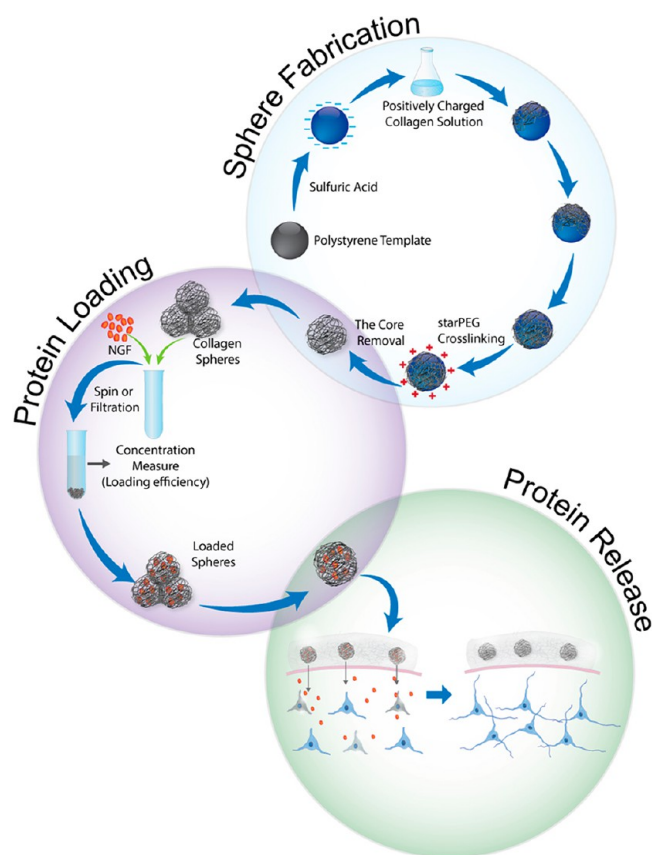 Sphere Fabrication
Positively Charged
Collagen Solution
Sulfuric Acid
Polystyrene Template
starPEG
Crosslinking
The Core
Removal
Protein Loading
NGF
Collagen
Spheres
Spin or
Filtration
Concentration
Measure
(Loading efficiency)
Loaded
Spheres
Protein Release